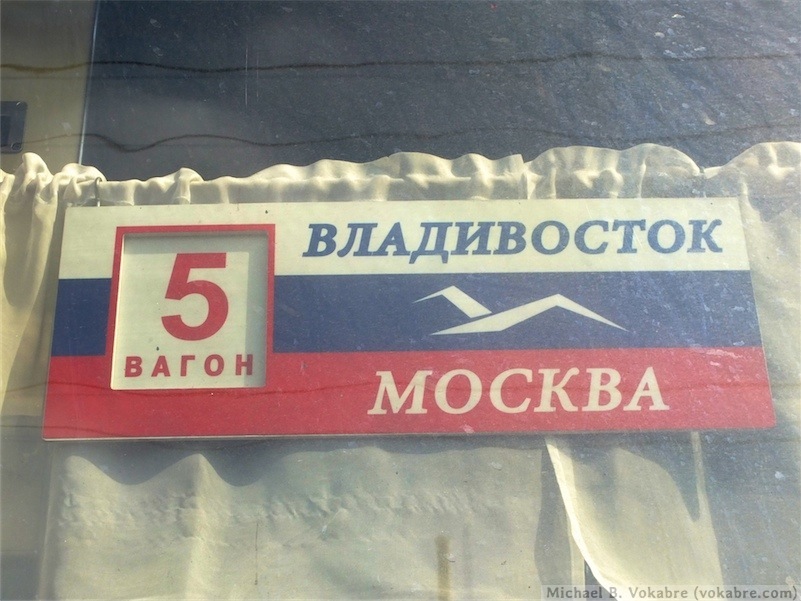 5
ВАГОН
ВЛАДИВОСТОК
МОСКВА
Michael B. Vokabre (vokabre.com)